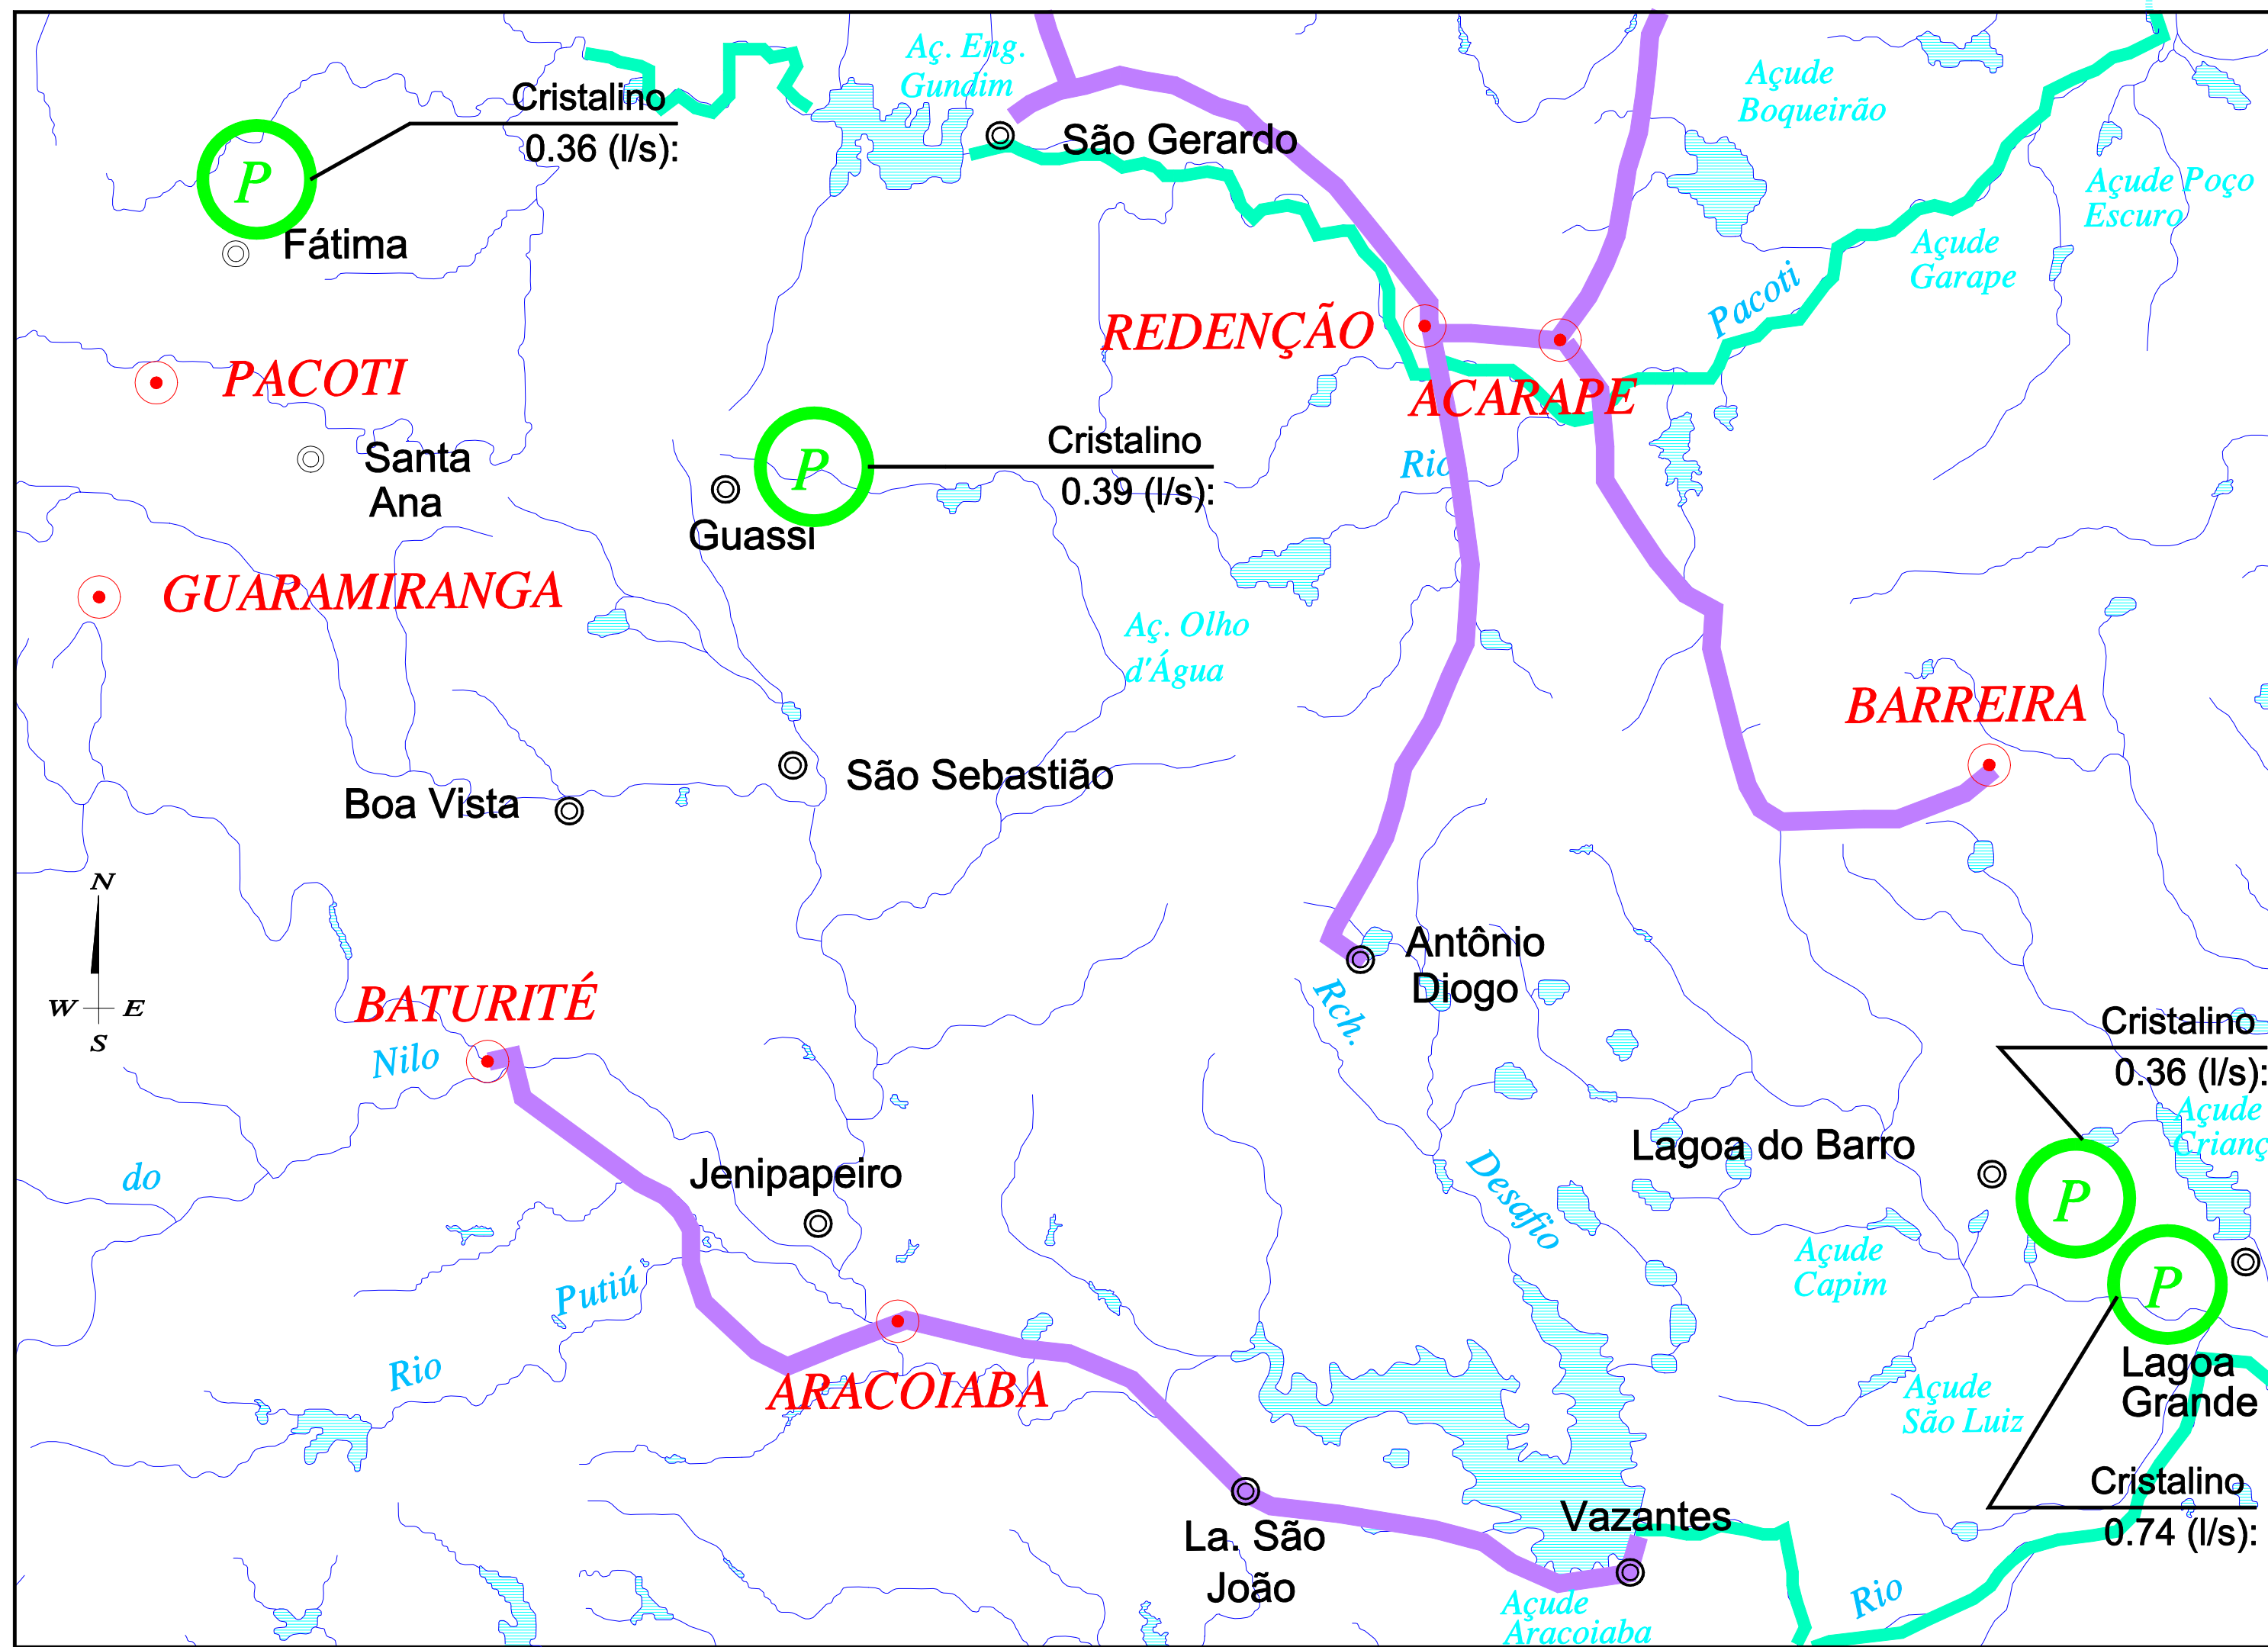 Aç. Eng.
Gundim
Cristalino
0.36 (l/s):
P
Fátima
São Gerardo
Açude
Boqueirão
Açude Poço
Escuro
Açude
Garape
Pacoti
REDENÇÃO
PACOTI
ACARAPE
Santa
Ana
Cristalino
0.39 (l/s):
P
Rio
Guassi
GUARAMIRANGA
Aç. Olho
d'Água
BARREIRA
São Sebastião
Boa Vista
N
W E
S
Antônio
Diogo
BATURITÉ
Nilo
Rch.
Cristalino
0.36 (l/s):
Açude
Crianç
Lagoa do Barro
P
Jenipapeiro
do
Desafio
Açude
Capim
P
Putiú
Rio
Lagoa
Grande
ARACOIABA
Açude
São Luiz
Cristalino
0.74 (l/s):
Vazantes
La. São
João
Rio
Açude
Aracoiaba